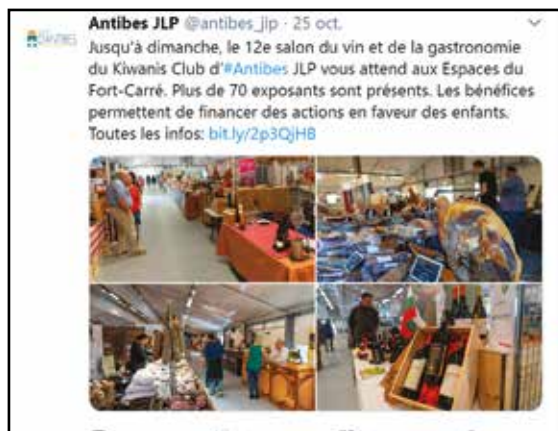 Antibes JLP @antibes_jlp · 25 oct.
Jusqu'à dimanche, le 12e salon du vin et de la gastronomie
du Kiwanis Club d'#Antibes JLP vous attend aux Espaces du
Fort-Carré. Plus de 70 exposants sont présents. Les bénéfices
permettent de financer des actions en faveur des enfants.
Toutes les infos: bit.ly/2p3QjHB